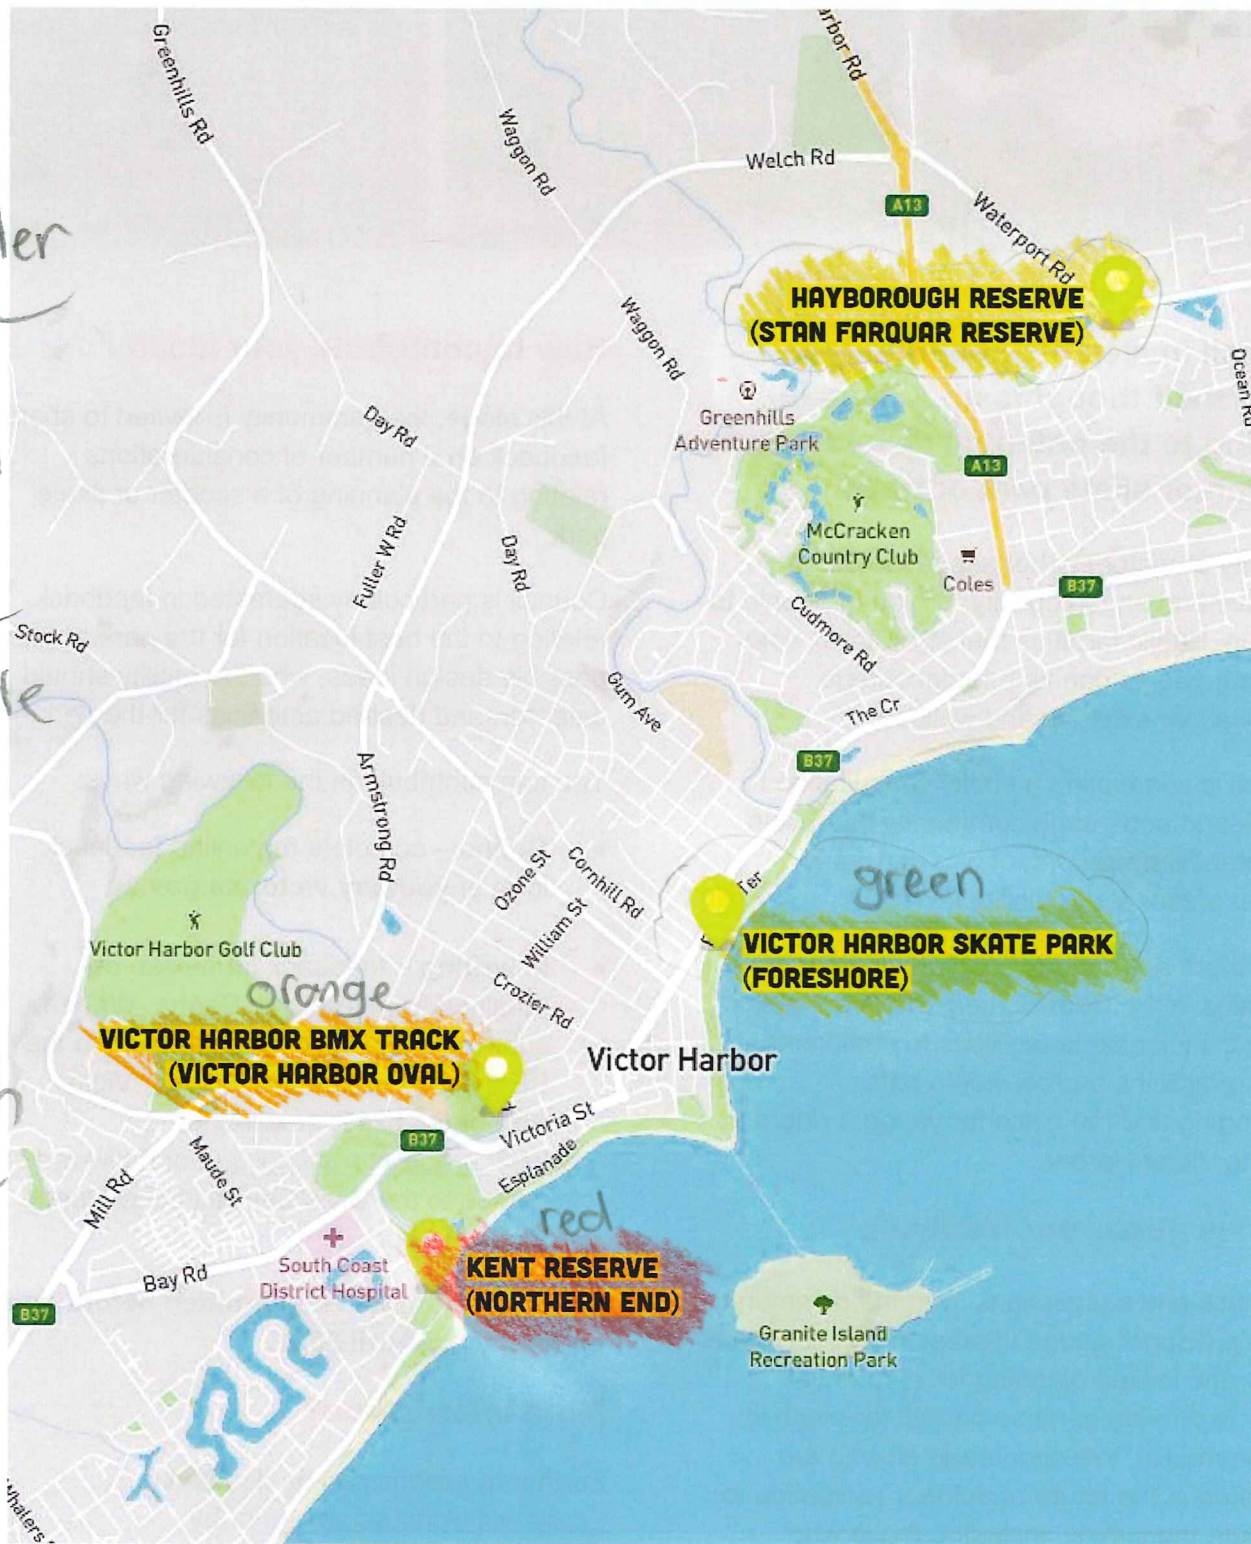 arbor Rd
Greenhills Rd
Waggon Rd
Welch Rd
A13
Waterport Rd
HAYBOROUGH RESERVE
(STAN FARQUAR RESERVE)
Waggon Rd
Ocean Rd
Greenhills
Adventure Park
Day Rd
A13
McCracken
Country Club
Coles
B37
Fuller W Rd
Day Rd
Cudmore Rd
Stock Rd
Gum Ave
The Cr
B37
Armstrong Rd
Ozone St
Cornhill Rd
William St
Ter
green
VICTOR HARBOR SKATE PARK
(FORESHORE)
Victor Harbor Golf Club
orange
Crozier Rd
VICTOR HARBOR BMX TRACK
(VICTOR HARBOR OVAL)
Victor Harbor
Victoria St
B37
Esplanade
Maude St
Mill Rd
red
South Coast
District Hospital
KENT RESERVE
(NORTHERN END)
Bay Rd
B37
Granite Island
Recreation Park
Whalers